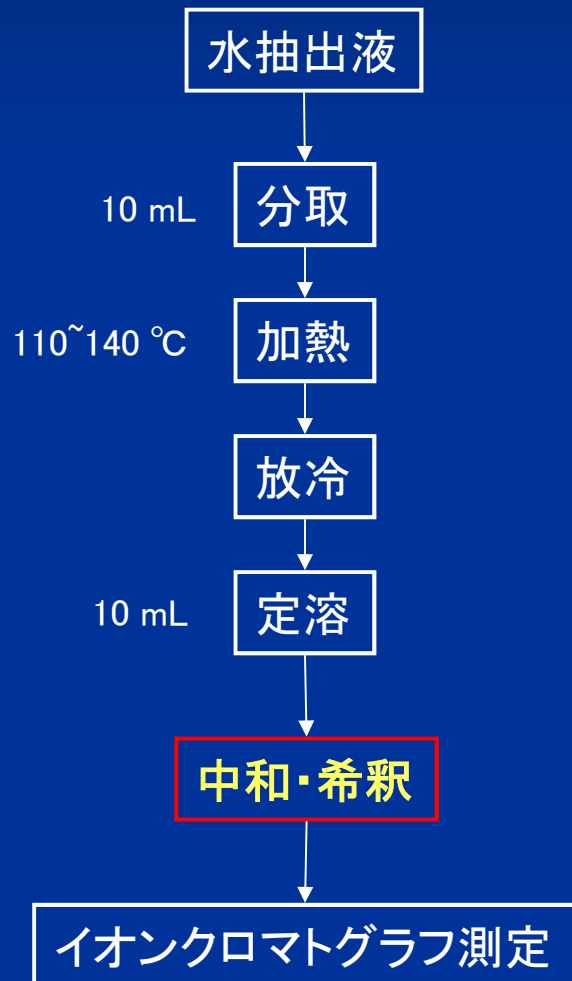 水抽出液
10 mL
分取
110~140 ℃
加熱
放冷
10 mL
定溶
中和・希釈
イオンクロマトグラフ測定